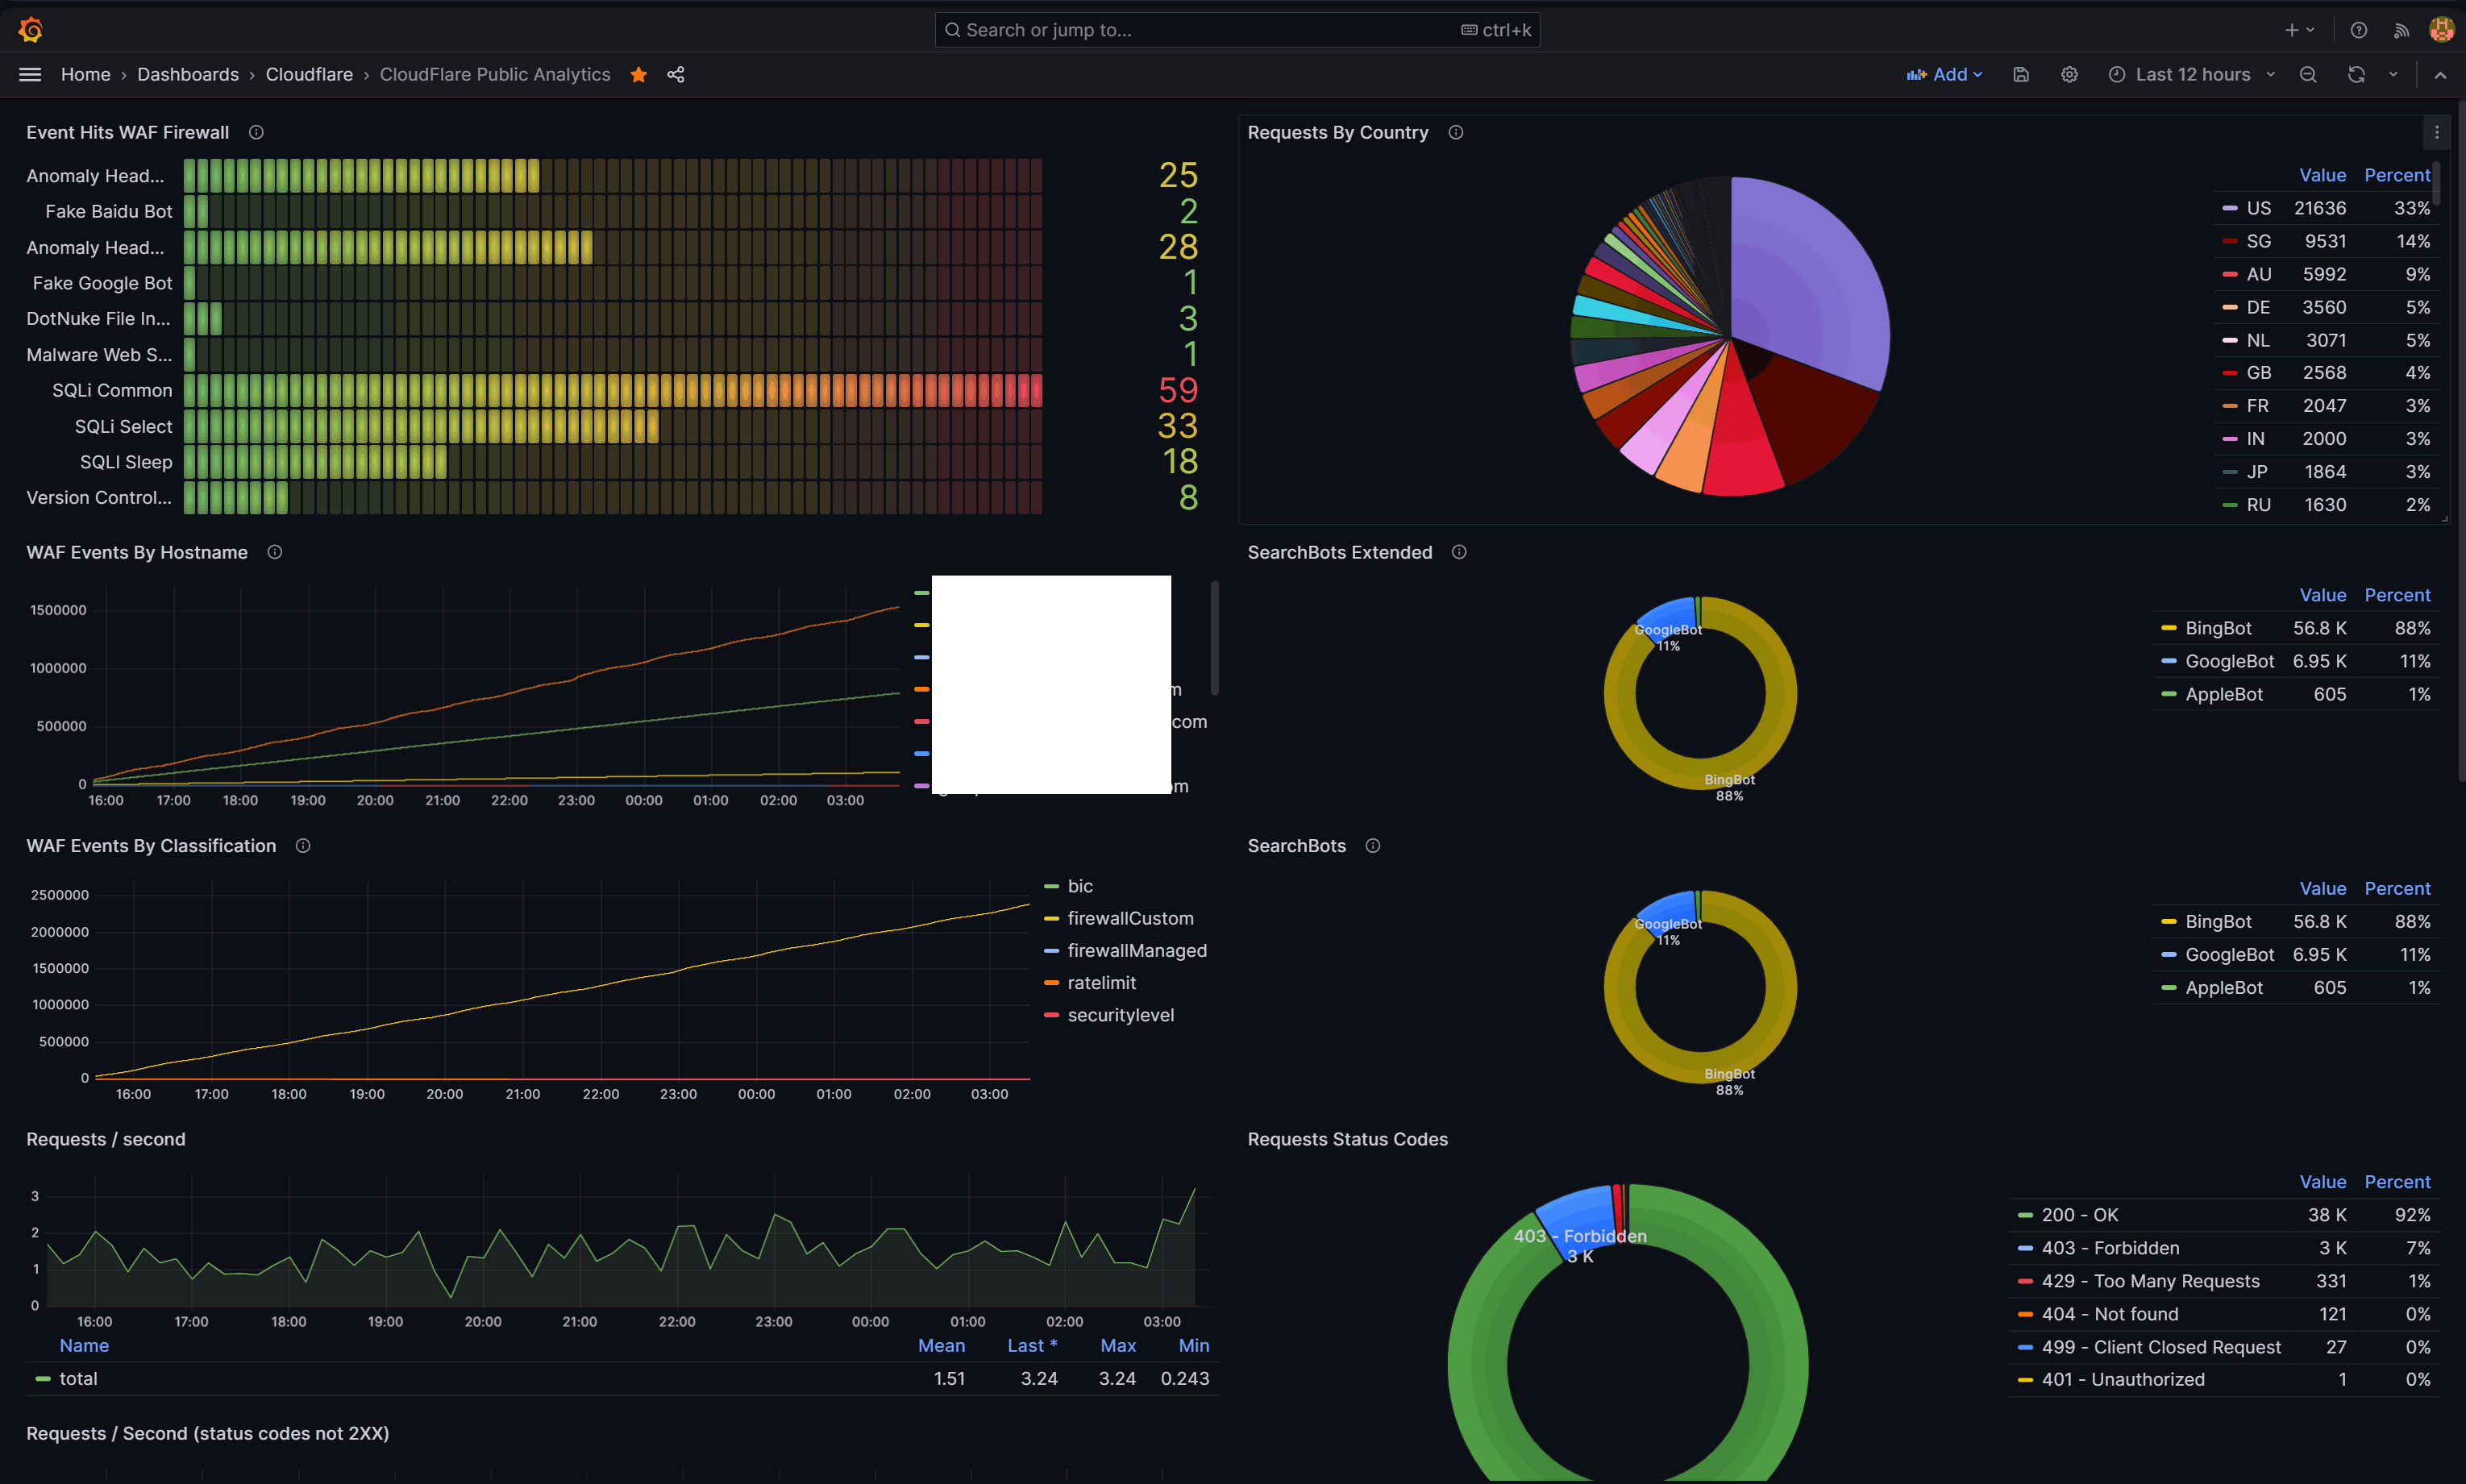 Search or jump to...
ctrl+k
Home › Dashboards › Cloudflare › CloudFlare Public Analytics
Add
Last 12 hours
Event Hits WAF Firewall
Anomaly Head... 25
Fake Baidu Bot 2
Anomaly Head... 28
Fake Google Bot 1
DotNuke File In... 3
Malware Web S... 1
SQLi Common 59
SQLi Select 33
SQLI Sleep 18
Version Control... 8
Requests By Country
Value Percent
US 21636 33%
SG 9531 14%
AU 5992 9%
DE 3560 5%
NL 3071 5%
GB 2568 4%
FR 2047 3%
IN 2000 3%
JP 1864 3%
RU 1630 2%
WAF Events By Hostname
1500000
1000000
500000
0
16:00 17:00 18:00 19:00 20:00 21:00 22:00 23:00 00:00 01:00 02:00 03:00
com
SearchBots Extended
GoogleBot
11%
BingBot
88%
Value Percent
BingBot 56.8 K 88%
GoogleBot 6.95 K 11%
AppleBot 605 1%
WAF Events By Classification
2500000
2000000
1500000
1000000
500000
0
16:00 17:00 18:00 19:00 20:00 21:00 22:00 23:00 00:00 01:00 02:00 03:00
bic
firewallCustom
firewallManaged
ratelimit
securitylevel
SearchBots
GoogleBot
11%
BingBot
88%
Value Percent
BingBot 56.8 K 88%
GoogleBot 6.95 K 11%
AppleBot 605 1%
Requests / second
3
2
1
0
16:00 17:00 18:00 19:00 20:00 21:00 22:00 23:00 00:00 01:00 02:00 03:00
Name Mean Last * Max Min
total 1.51 3.24 3.24 0.243
Requests Status Codes
403 - Forbidden
3 K
Value Percent
200 - OK 38 K 92%
403 - Forbidden 3 K 7%
429 - Too Many Requests 331 1%
404 - Not found 121 0%
499 - Client Closed Request 27 0%
401 - Unauthorized 1 0%
Requests / Second (status codes not 2XX)